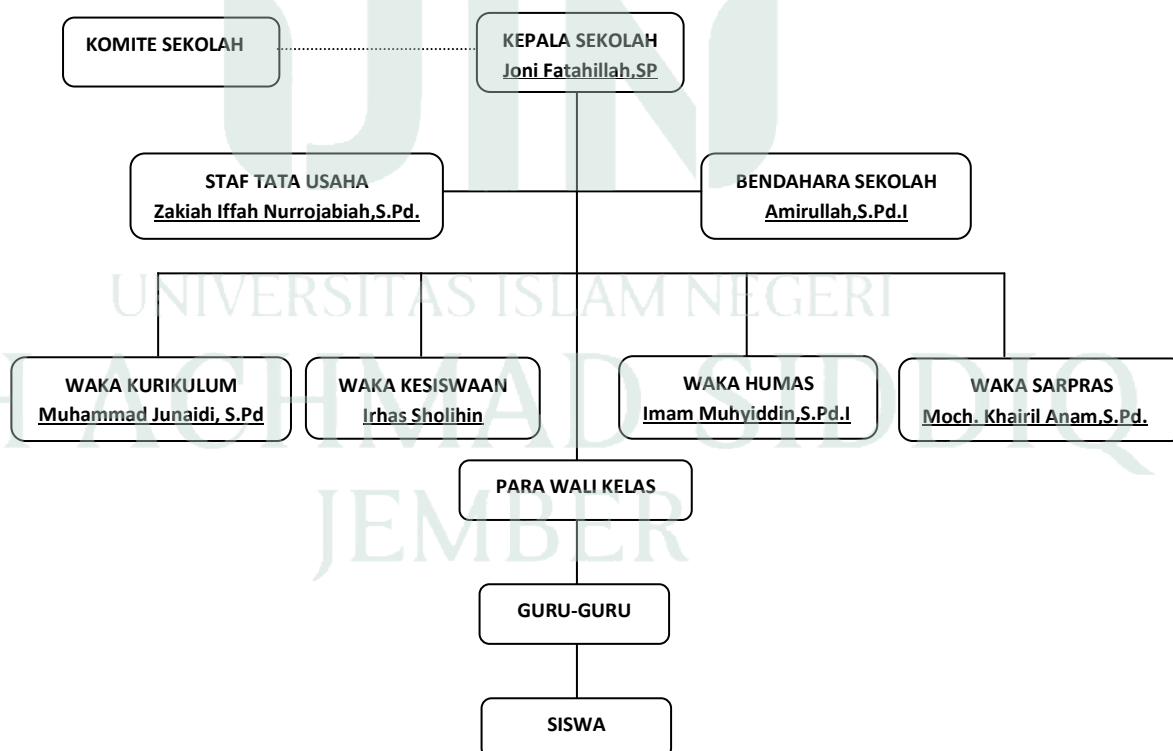 KOMITE SEKOLAH
KEPALA SEKOLAH
Joni Fatahillah,SP
STAF TATA USAHA
Zakiah Iffah Nurrojabiah,S.Pd.
BENDAHARA SEKOLAH
Amirullah,S.Pd.I
UNIVERSITAS ISLAM NEGERI
WAKA KURIKULUM
Muhammad Junaidi, S.Pd
WAKA KESISWAAN
Irhas Sholihin
WAKA HUMAS
Imam Muhyiddin,S.Pd.I
WAKA SARPRAS
Moch. Khairil Anam,S.Pd.
H ACHMAD SIDDIQ
PARA WALI KELAS
JEMBER
GURU-GURU
SISWA
UIN